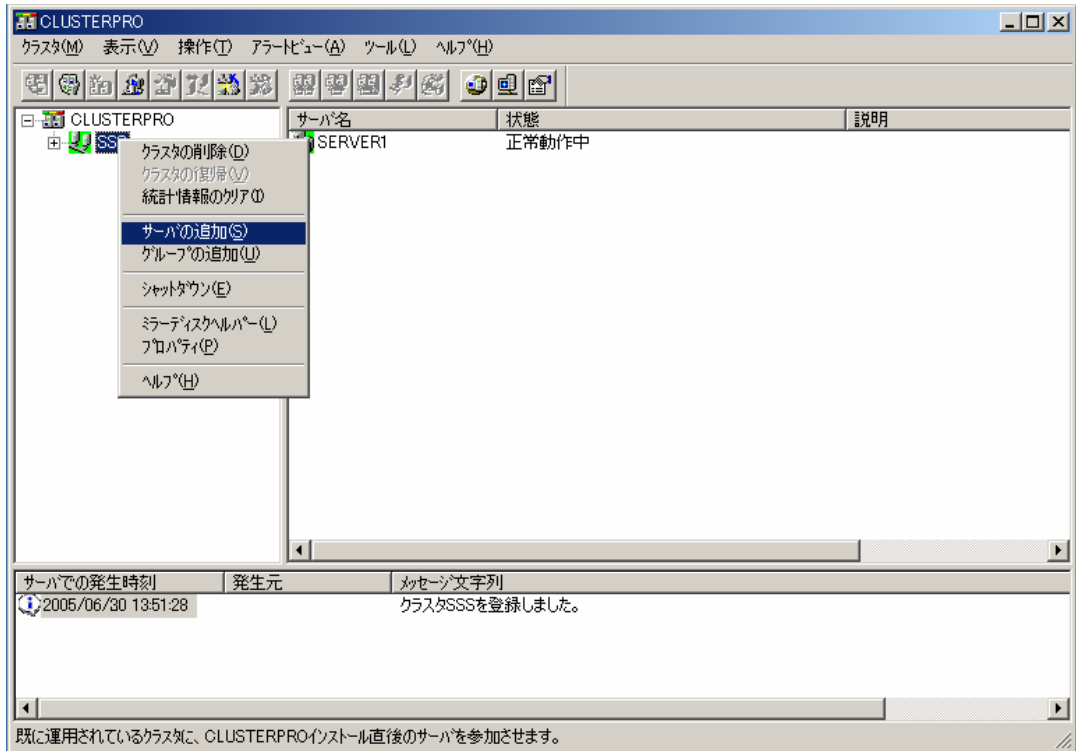 CLUSTERPRO
クラスタ(M) 表示(V) 操作(T) アラートビュー(A) ツール(L) ヘルプ(H)
CLUSTERPRO
サーバ名 状態 説明
SSS
SERVER1 正常動作中
クラスタの削除(D)
クラスタの復帰(V)
統計情報のクリア(I)
サーバの追加(S)
グループの追加(U)
シャットダウン(E)
ミラーディスクヘルパー(L)
プロパティ(P)
ヘルプ(H)
サーバでの発生時刻 発生元 メッセージ文字列
2005/06/30 13:51:28 クラスタSSSを登録しました。
既に運用されているクラスタに、CLUSTERPROインストール直後のサーバを参加させます。